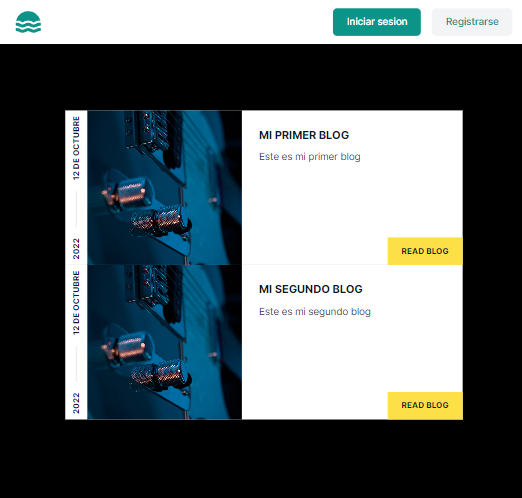 Iniciar sesion
Registrarse
12 DE OCTUBRE
2022
MI PRIMER BLOG
Este es mi primer blog
READ BLOG
12 DE OCTUBRE
2022
MI SEGUNDO BLOG
Este es mi segundo blog
READ BLOG